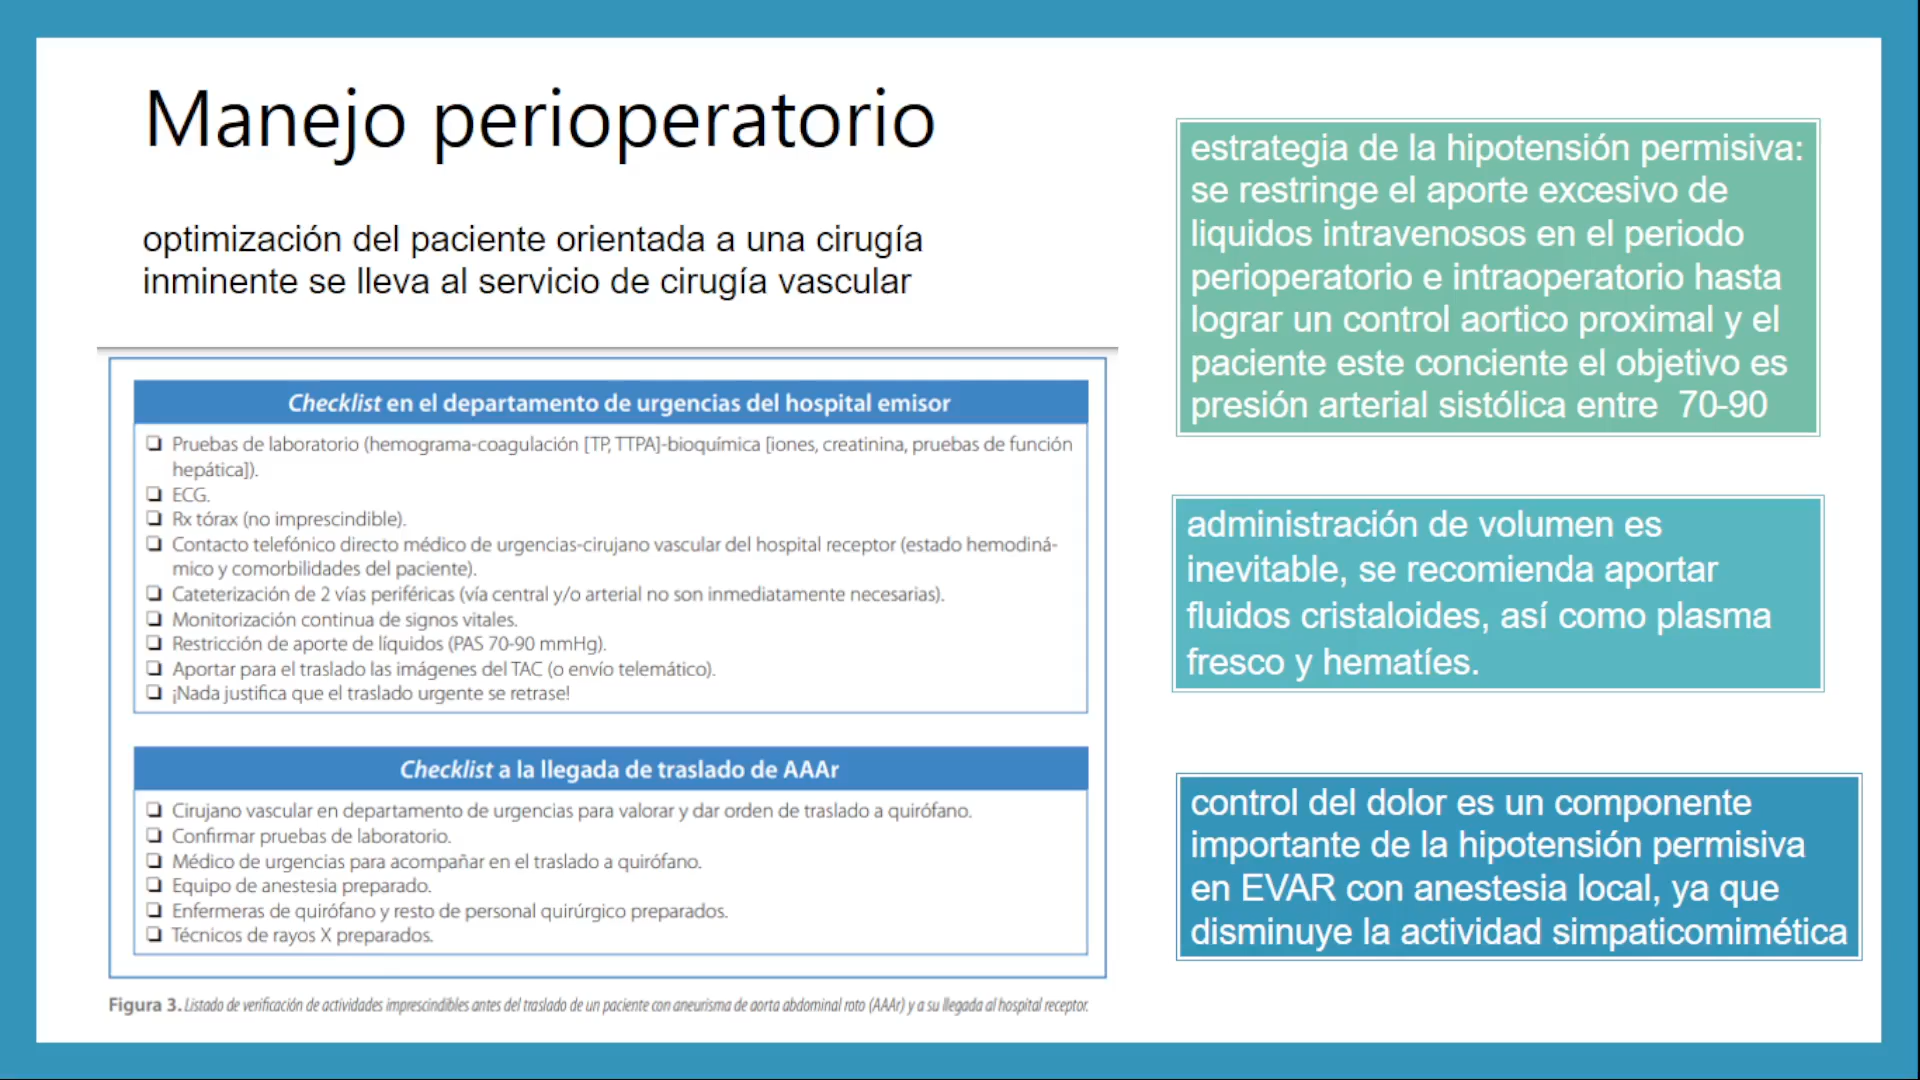 Manejo perioperatorio
optimización del paciente orientada a una cirugía
inminente se lleva al servicio de cirugía vascular
Checklist en el departamento de urgencias del hospital emisor
❑ Pruebas de laboratorio (hemograma-coagulación [TP, TTPA]-bioquímica [iones, creatinina, pruebas de función
hepática]).
❑ ECG.
❑ Rx tórax (no imprescindible).
❑ Contacto telefónico directo médico de urgencias-cirujano vascular del hospital receptor (estado hemodiná-
mico y comorbilidades del paciente).
❑ Cateterización de 2 vías periféricas (vía central y/o arterial no son inmediatamente necesarias).
❑ Monitorización continua de signos vitales.
❑ Restricción de aporte de líquidos (PAS 70-90 mmHg).
❑ Aportar para el traslado las imágenes del TAC (o envío telemático).
❑ ¡Nada justifica que el traslado urgente se retrase!
Checklist a la llegada de traslado de AAAr
❑ Cirujano vascular en departamento de urgencias para valorar y dar orden de traslado a quirófano.
❑ Confirmar pruebas de laboratorio.
❑ Médico de urgencias para acompañar en el traslado a quirófano.
❑ Equipo de anestesia preparado.
❑ Enfermeras de quirófano y resto de personal quirúrgico preparados.
❑ Técnicos de rayos X preparados.
Figura 3. Listado de verificación de actividades imprescindibles antes del traslado de un paciente con aneurisma de aorta abdominal roto (AAAr) y a su llegada al hospital receptor.
estrategia de la hipotensión permisiva:
se restringe el aporte excesivo de
liquidos intravenosos en el periodo
perioperatorio e intraoperatorio hasta
lograr un control aortico proximal y el
paciente este conciente el objetivo es
presión arterial sistólica entre 70-90
administración de volumen es
inevitable, se recomienda aportar
fluidos cristaloides, así como plasma
fresco y hematíes.
control del dolor es un componente
importante de la hipotensión permisiva
en EVAR con anestesia local, ya que
disminuye la actividad simpaticomimética